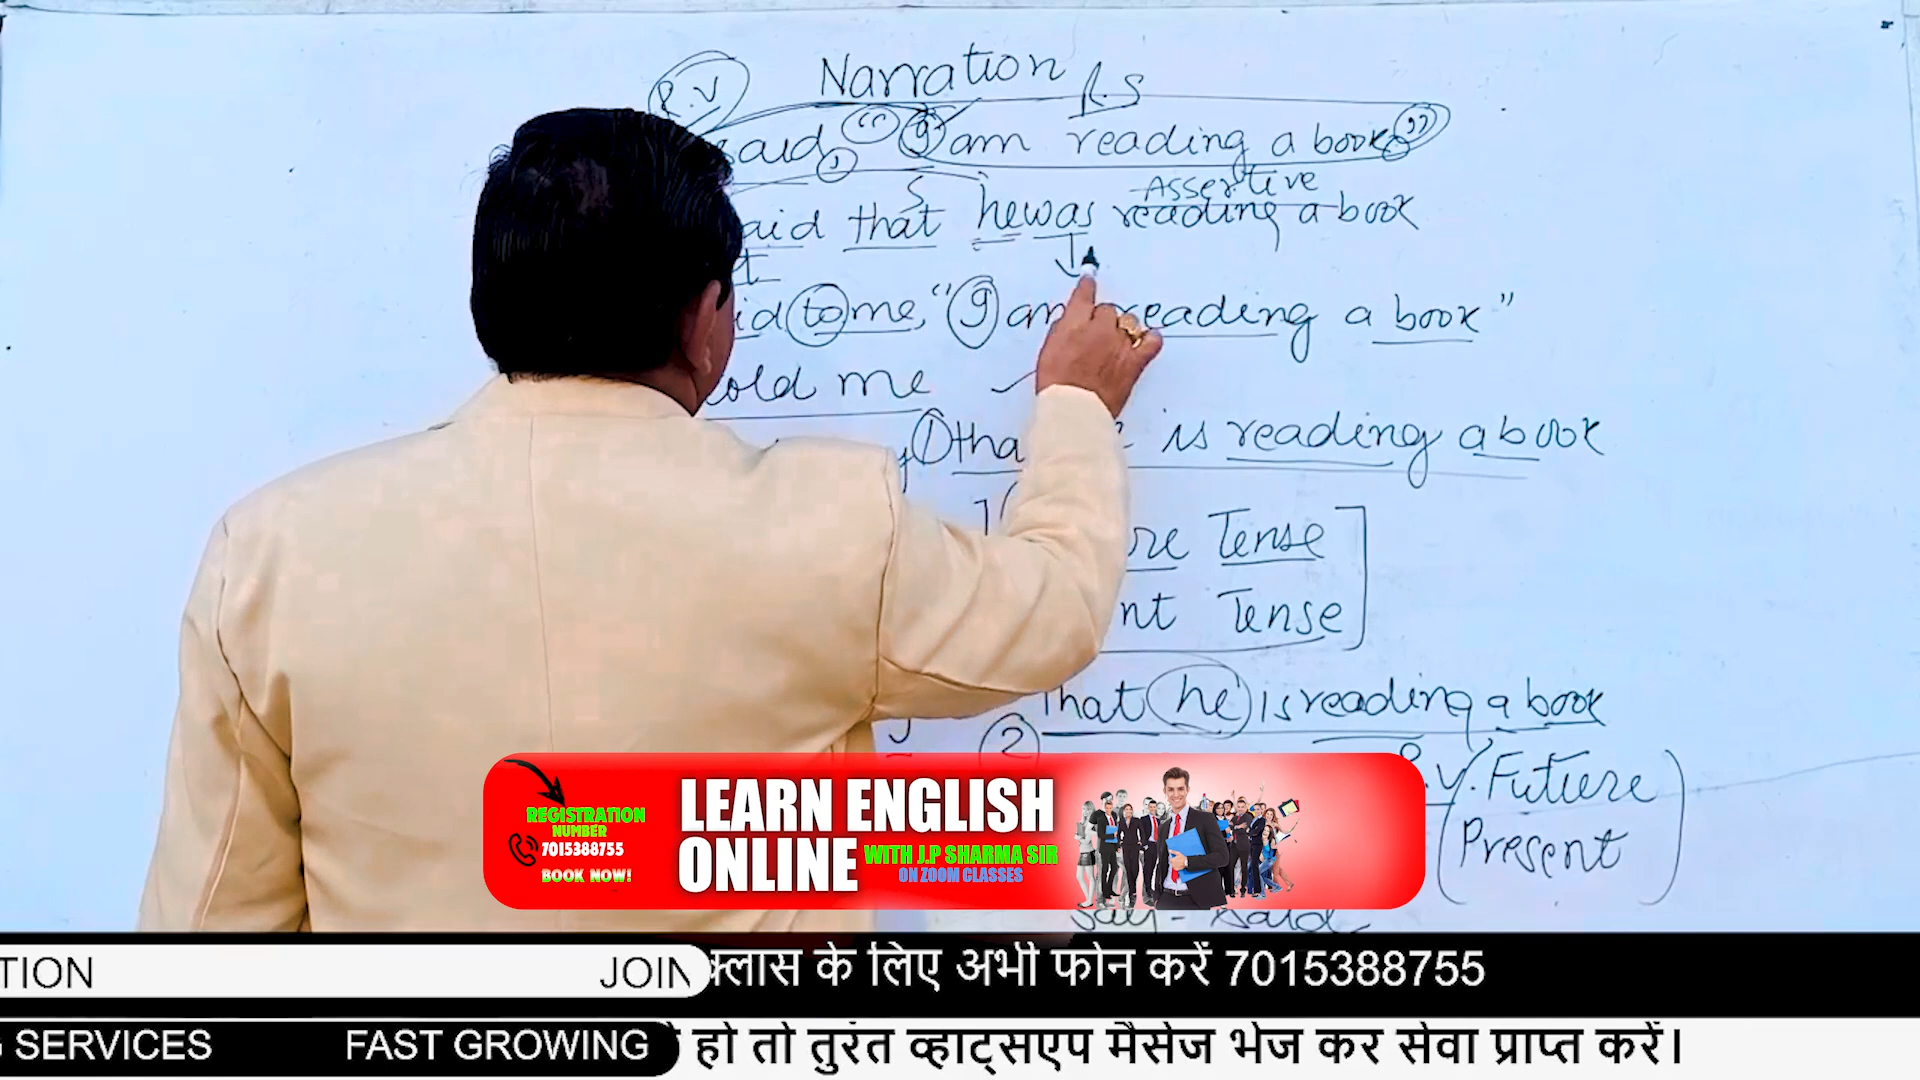 Narration
R.V R.S
said, " I am reading a book "
Assertive
said that he was reading a book
to me, " I am reading a book "
told me
① is reading a book
Tense
Tense
that he is reading a book
2
R.V. Future
Present
Say - Said
REGISTRATION
NUMBER
7015388755
BOOK NOW!
LEARN ENGLISH
ONLINE WITH J.P SHARMA SIR
ON ZOOM CLASSES
TION JOIN क्लास के लिए अभी फोन करें 7015388755
SERVICES FAST GROWING हो तो तुरंत व्हाट्सएप मैसेज भेज कर सेवा प्राप्त करें।